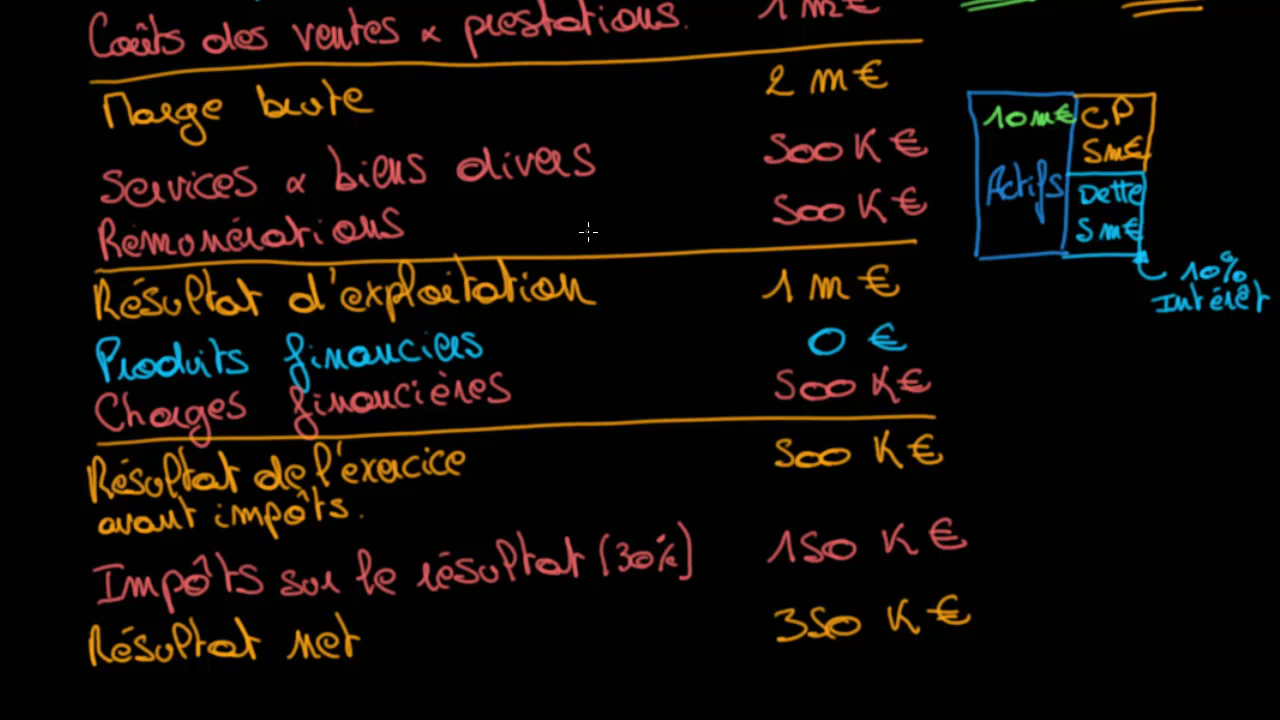 Coûts des ventes & prestations. 1 m€
Marge brute 2 m€
Services & biens divers 500 K €
Rémunérations 500 K €
Résultat d'exploitation 1 m €
Produits financiers 0 €
Charges financières 500 K €
Résultat de l'exercice 500 K €
avant impôts.
Impôts sur le résultat (30%) 150 K €
Résultat net 350 K €
10 m€ CP
5 m€
Actifs Dette
5 m€
10%
Intérêt